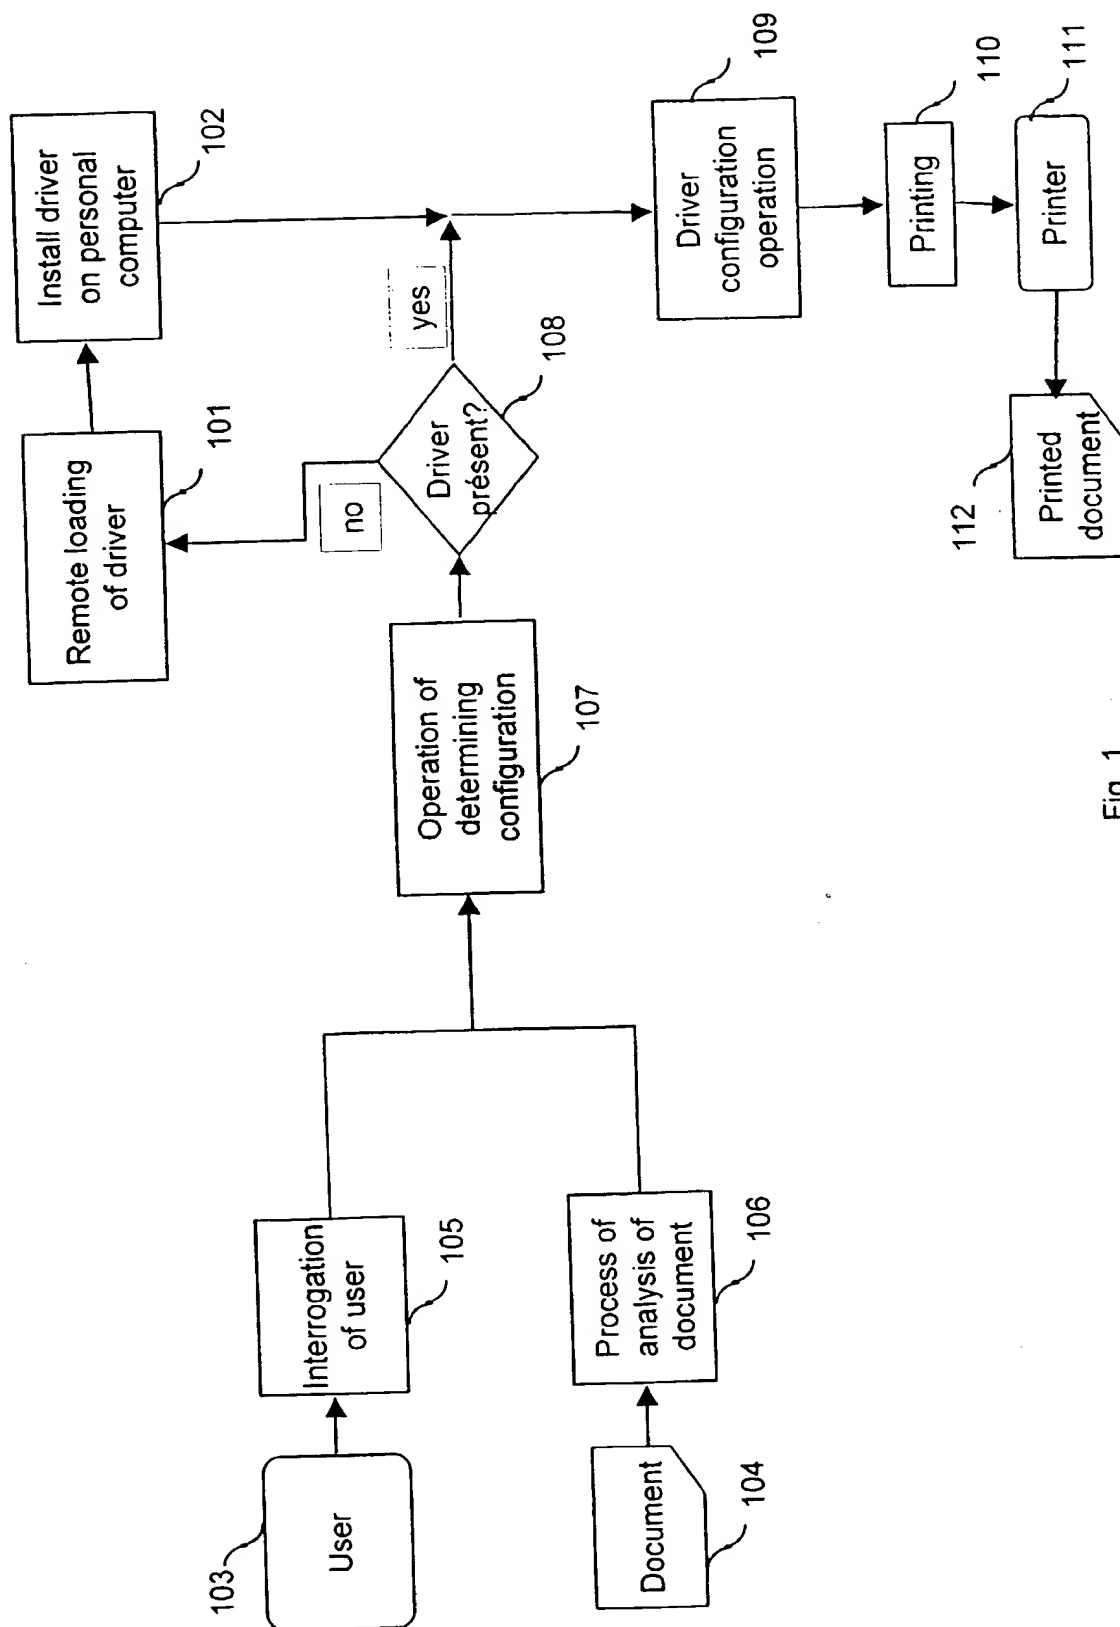 103
User
Interrogation
of user
105
Document
104
Process of
analysis of
document
106
Operation of
determining
configuration
107
Remote loading
of driver
101
Install driver
on personal
computer
102
no
Driver
présent?
108
yes
Driver
configuration
operation
109
Printing
110
Printer
111
Printed
document
112
Fig. 1